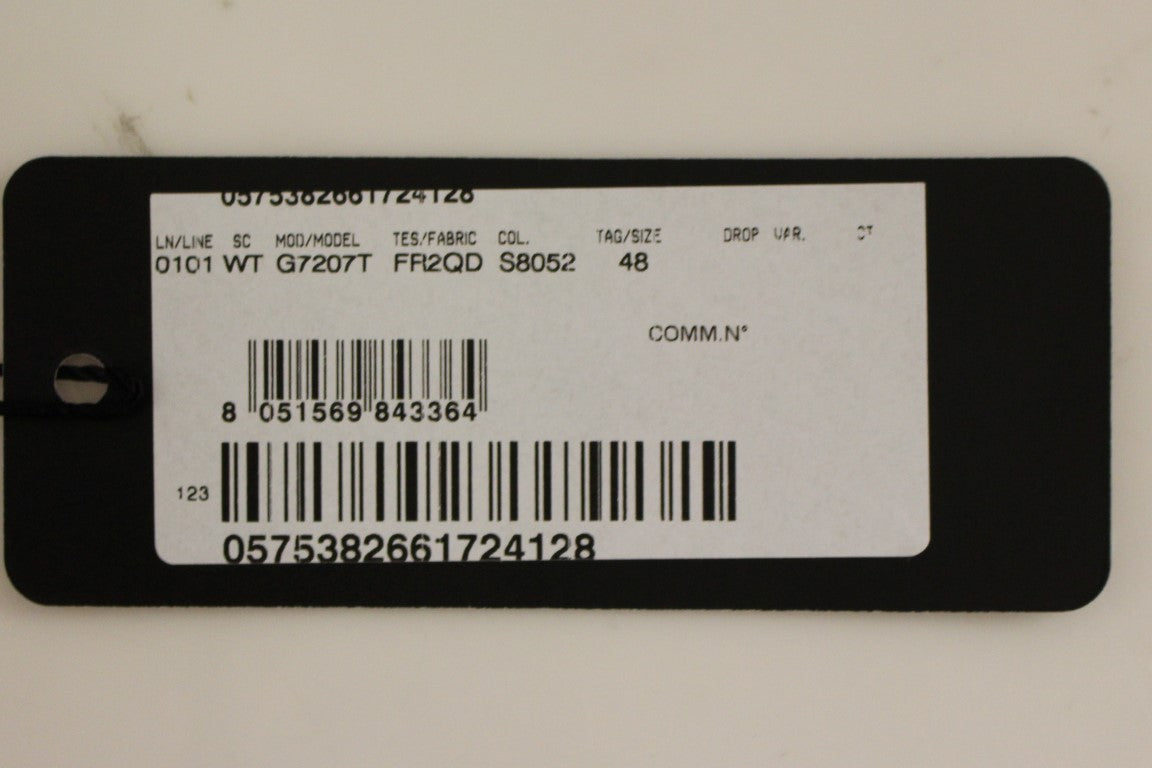 0575382661724128
LN/LINE SC MOD/MODEL TES/FABRIC COL. TAG/SIZE DROP VAR. CT
0101 WT G7207T FR2QD S8052 48
COMM.N°
8 051569 843364
123
0575382661724128